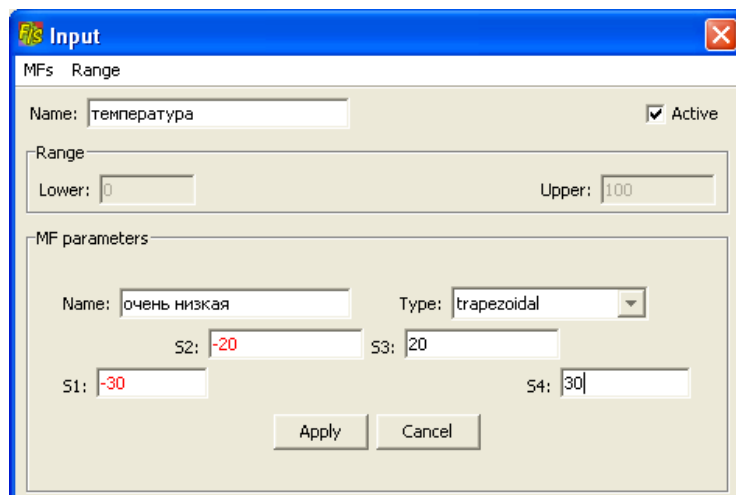 Fis Input
MFs Range
Name: температура Active
Range
Lower: 0 Upper: 100
MF parameters
Name: очень низкая Type: trapezoidal
S2: -20 S3: 20
S1: -30 S4: 30
Apply Cancel